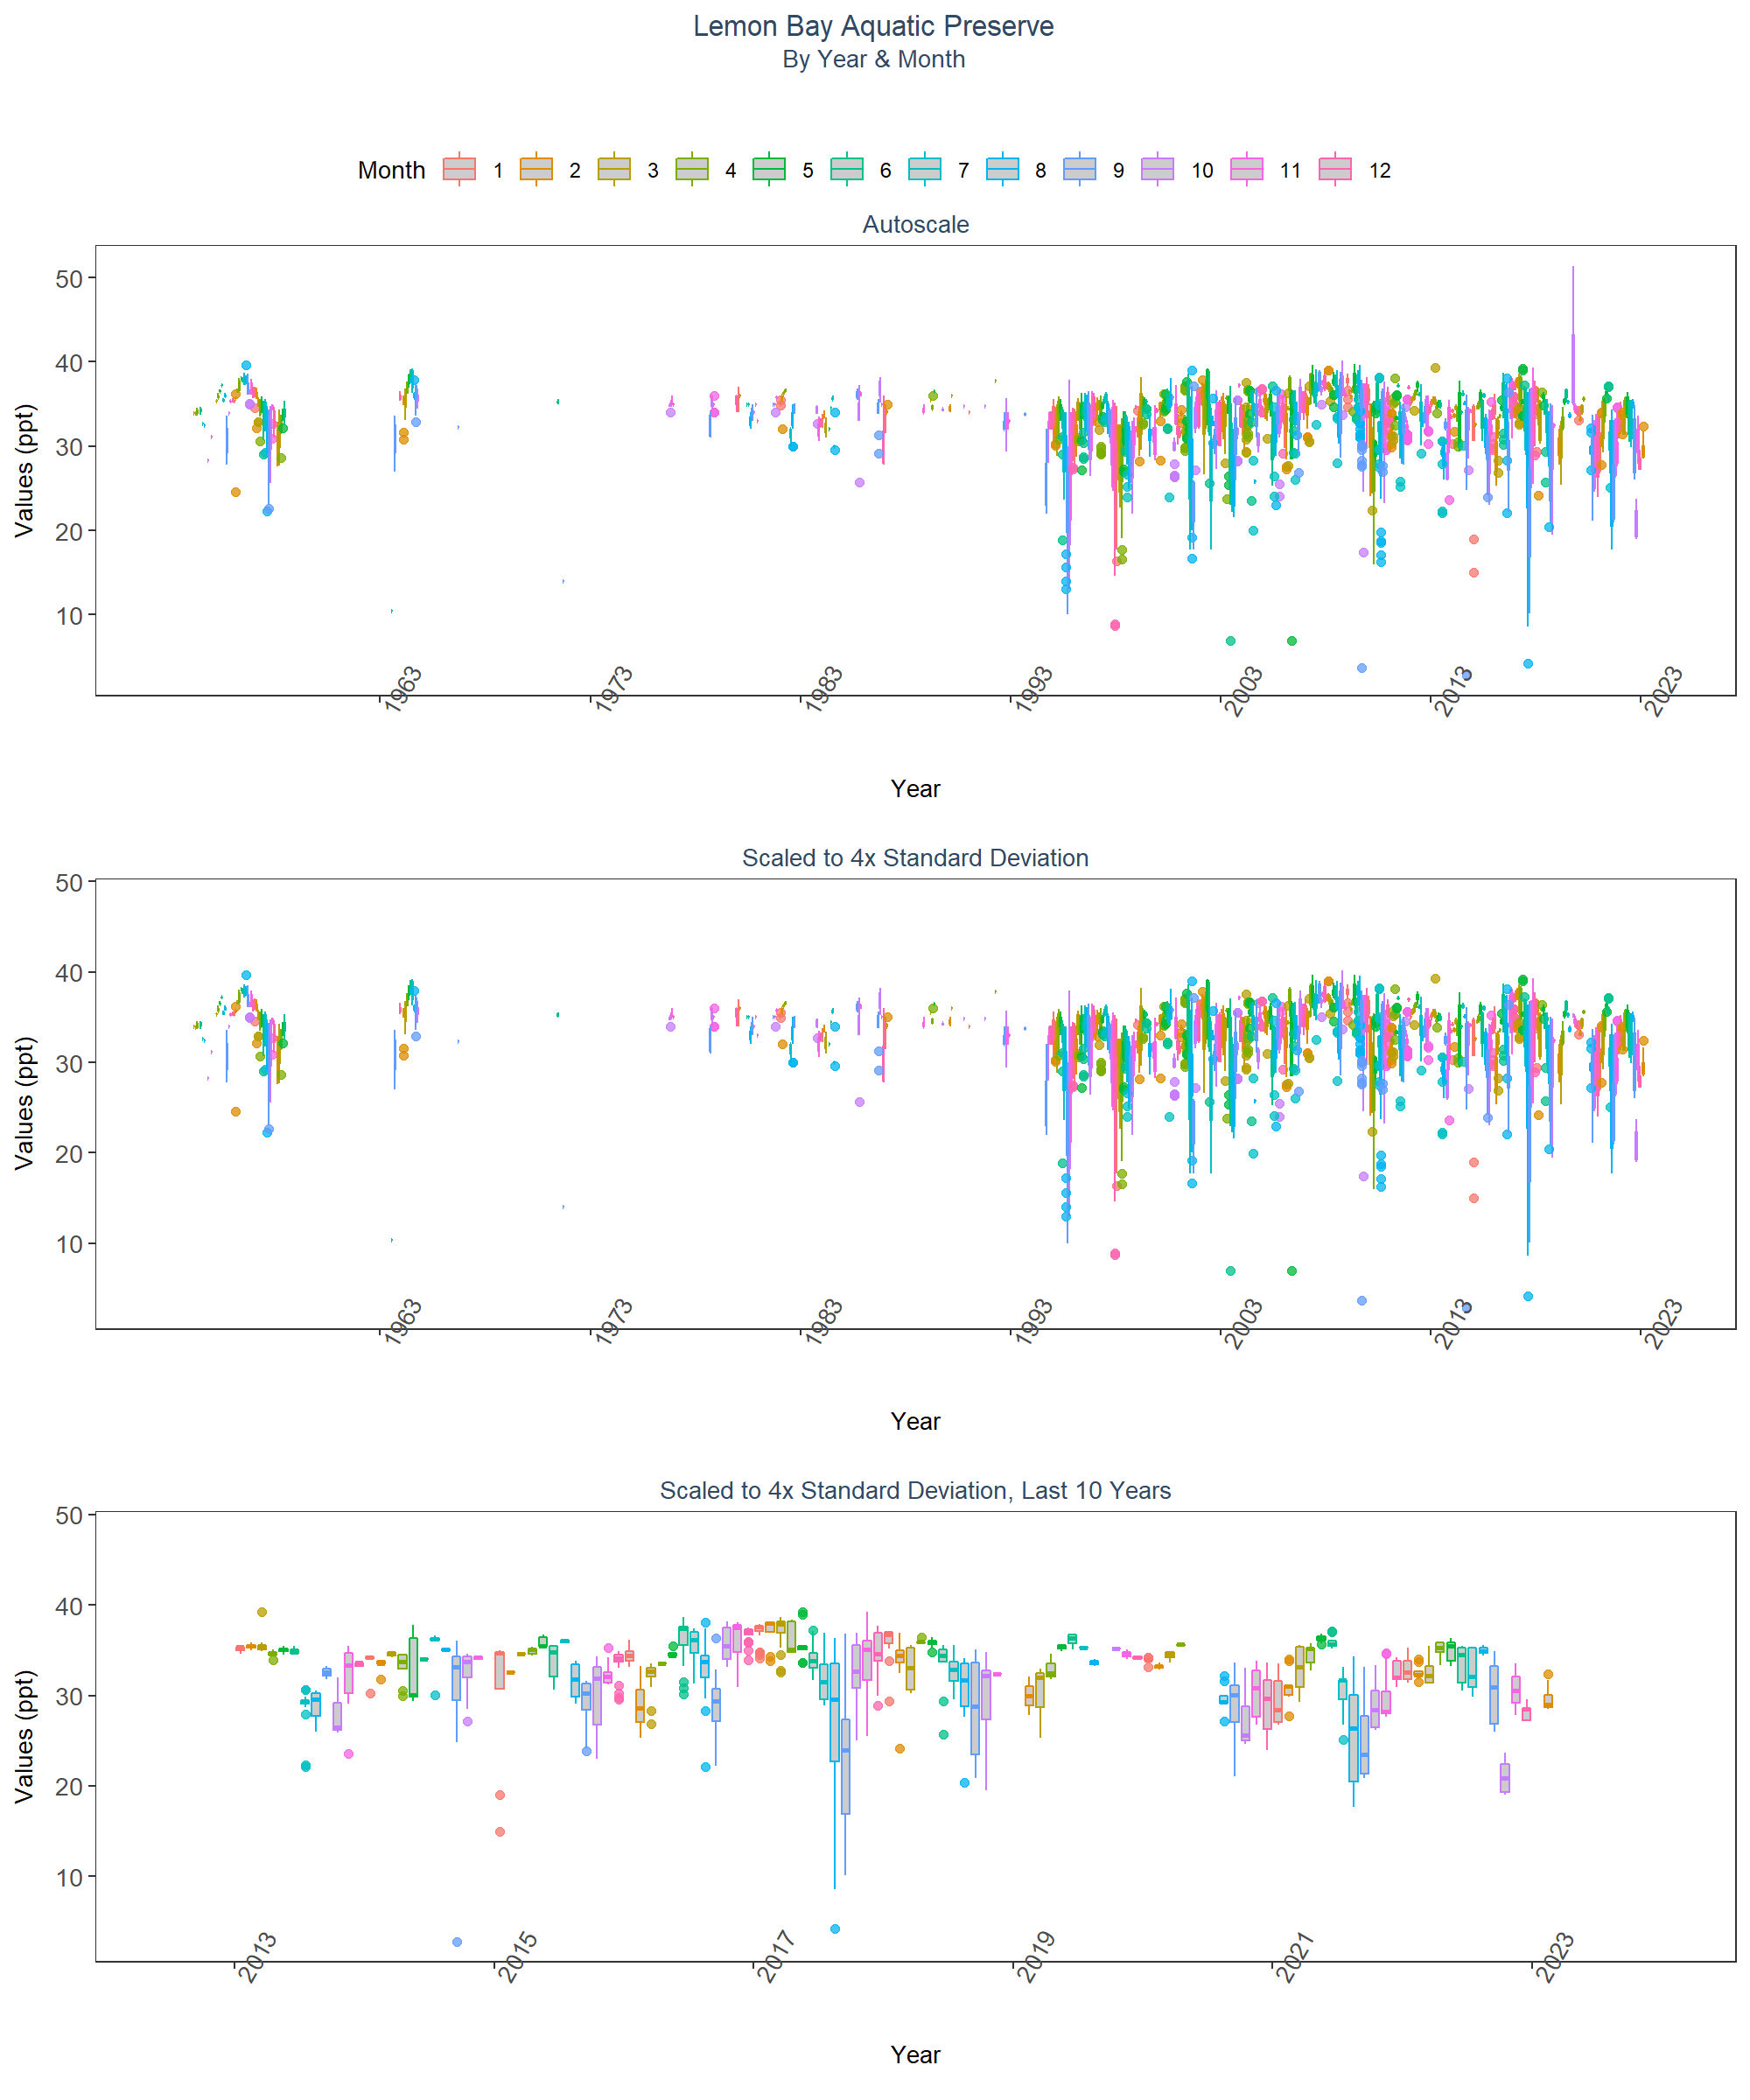 Lemon Bay Aquatic Preserve
By Year & Month
Month 1 2 3 4 5 6 7 8 9 10 11 12
Autoscale
Values (ppt)
50
40
30
20
10
1963 1973 1983 1993 2003 2013 2023
Year
Scaled to 4x Standard Deviation
Values (ppt)
50
40
30
20
10
1963 1973 1983 1993 2003 2013 2023
Year
Scaled to 4x Standard Deviation, Last 10 Years
Values (ppt)
50
40
30
20
10
2013 2015 2017 2019 2021 2023
Year